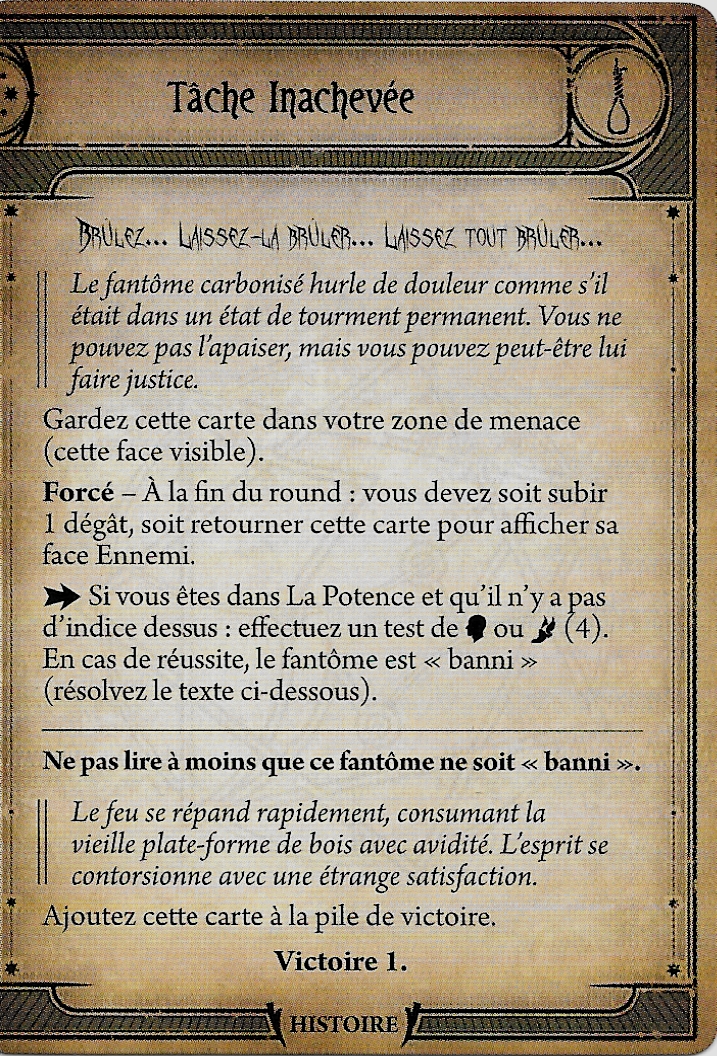 Tâche Inachevée
Brûlez... Laissez-la brûler... Laissez tout brûler...
Le fantôme carbonisé hurle de douleur comme s'il
était dans un état de tourment permanent. Vous ne
pouvez pas l'apaiser, mais vous pouvez peut-être lui
faire justice.
Gardez cette carte dans votre zone de menace
(cette face visible).
Forcé – À la fin du round : vous devez soit subir
1 dégât, soit retourner cette carte pour afficher sa
face Ennemi.
Si vous êtes dans La Potence et qu'il n'y a pas
d'indice dessus : effectuez un test de ou (4).
En cas de réussite, le fantôme est « banni »
(résolvez le texte ci-dessous).
Ne pas lire à moins que ce fantôme ne soit « banni ».
Le feu se répand rapidement, consumant la
vieille plate-forme de bois avec avidité. L'esprit se
contorsionne avec une étrange satisfaction.
Ajoutez cette carte à la pile de victoire.
Victoire 1.
HISTOIRE